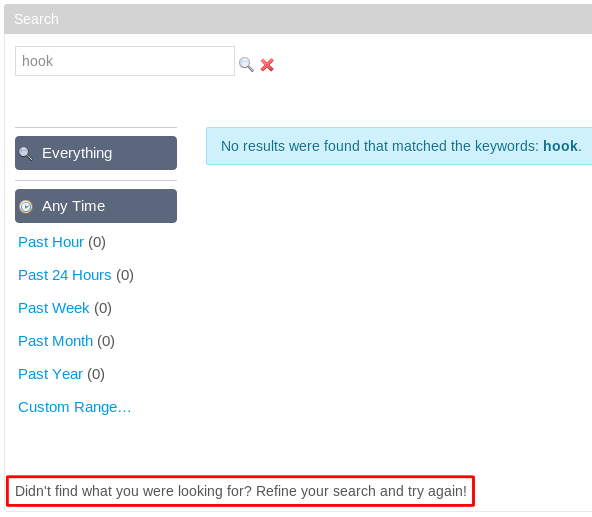 Search
hook
Everything
No results were found that matched the keywords: hook.
Any Time
Past Hour (0)
Past 24 Hours (0)
Past Week (0)
Past Month (0)
Past Year (0)
Custom Range…
Didn't find what you were looking for? Refine your search and try again!